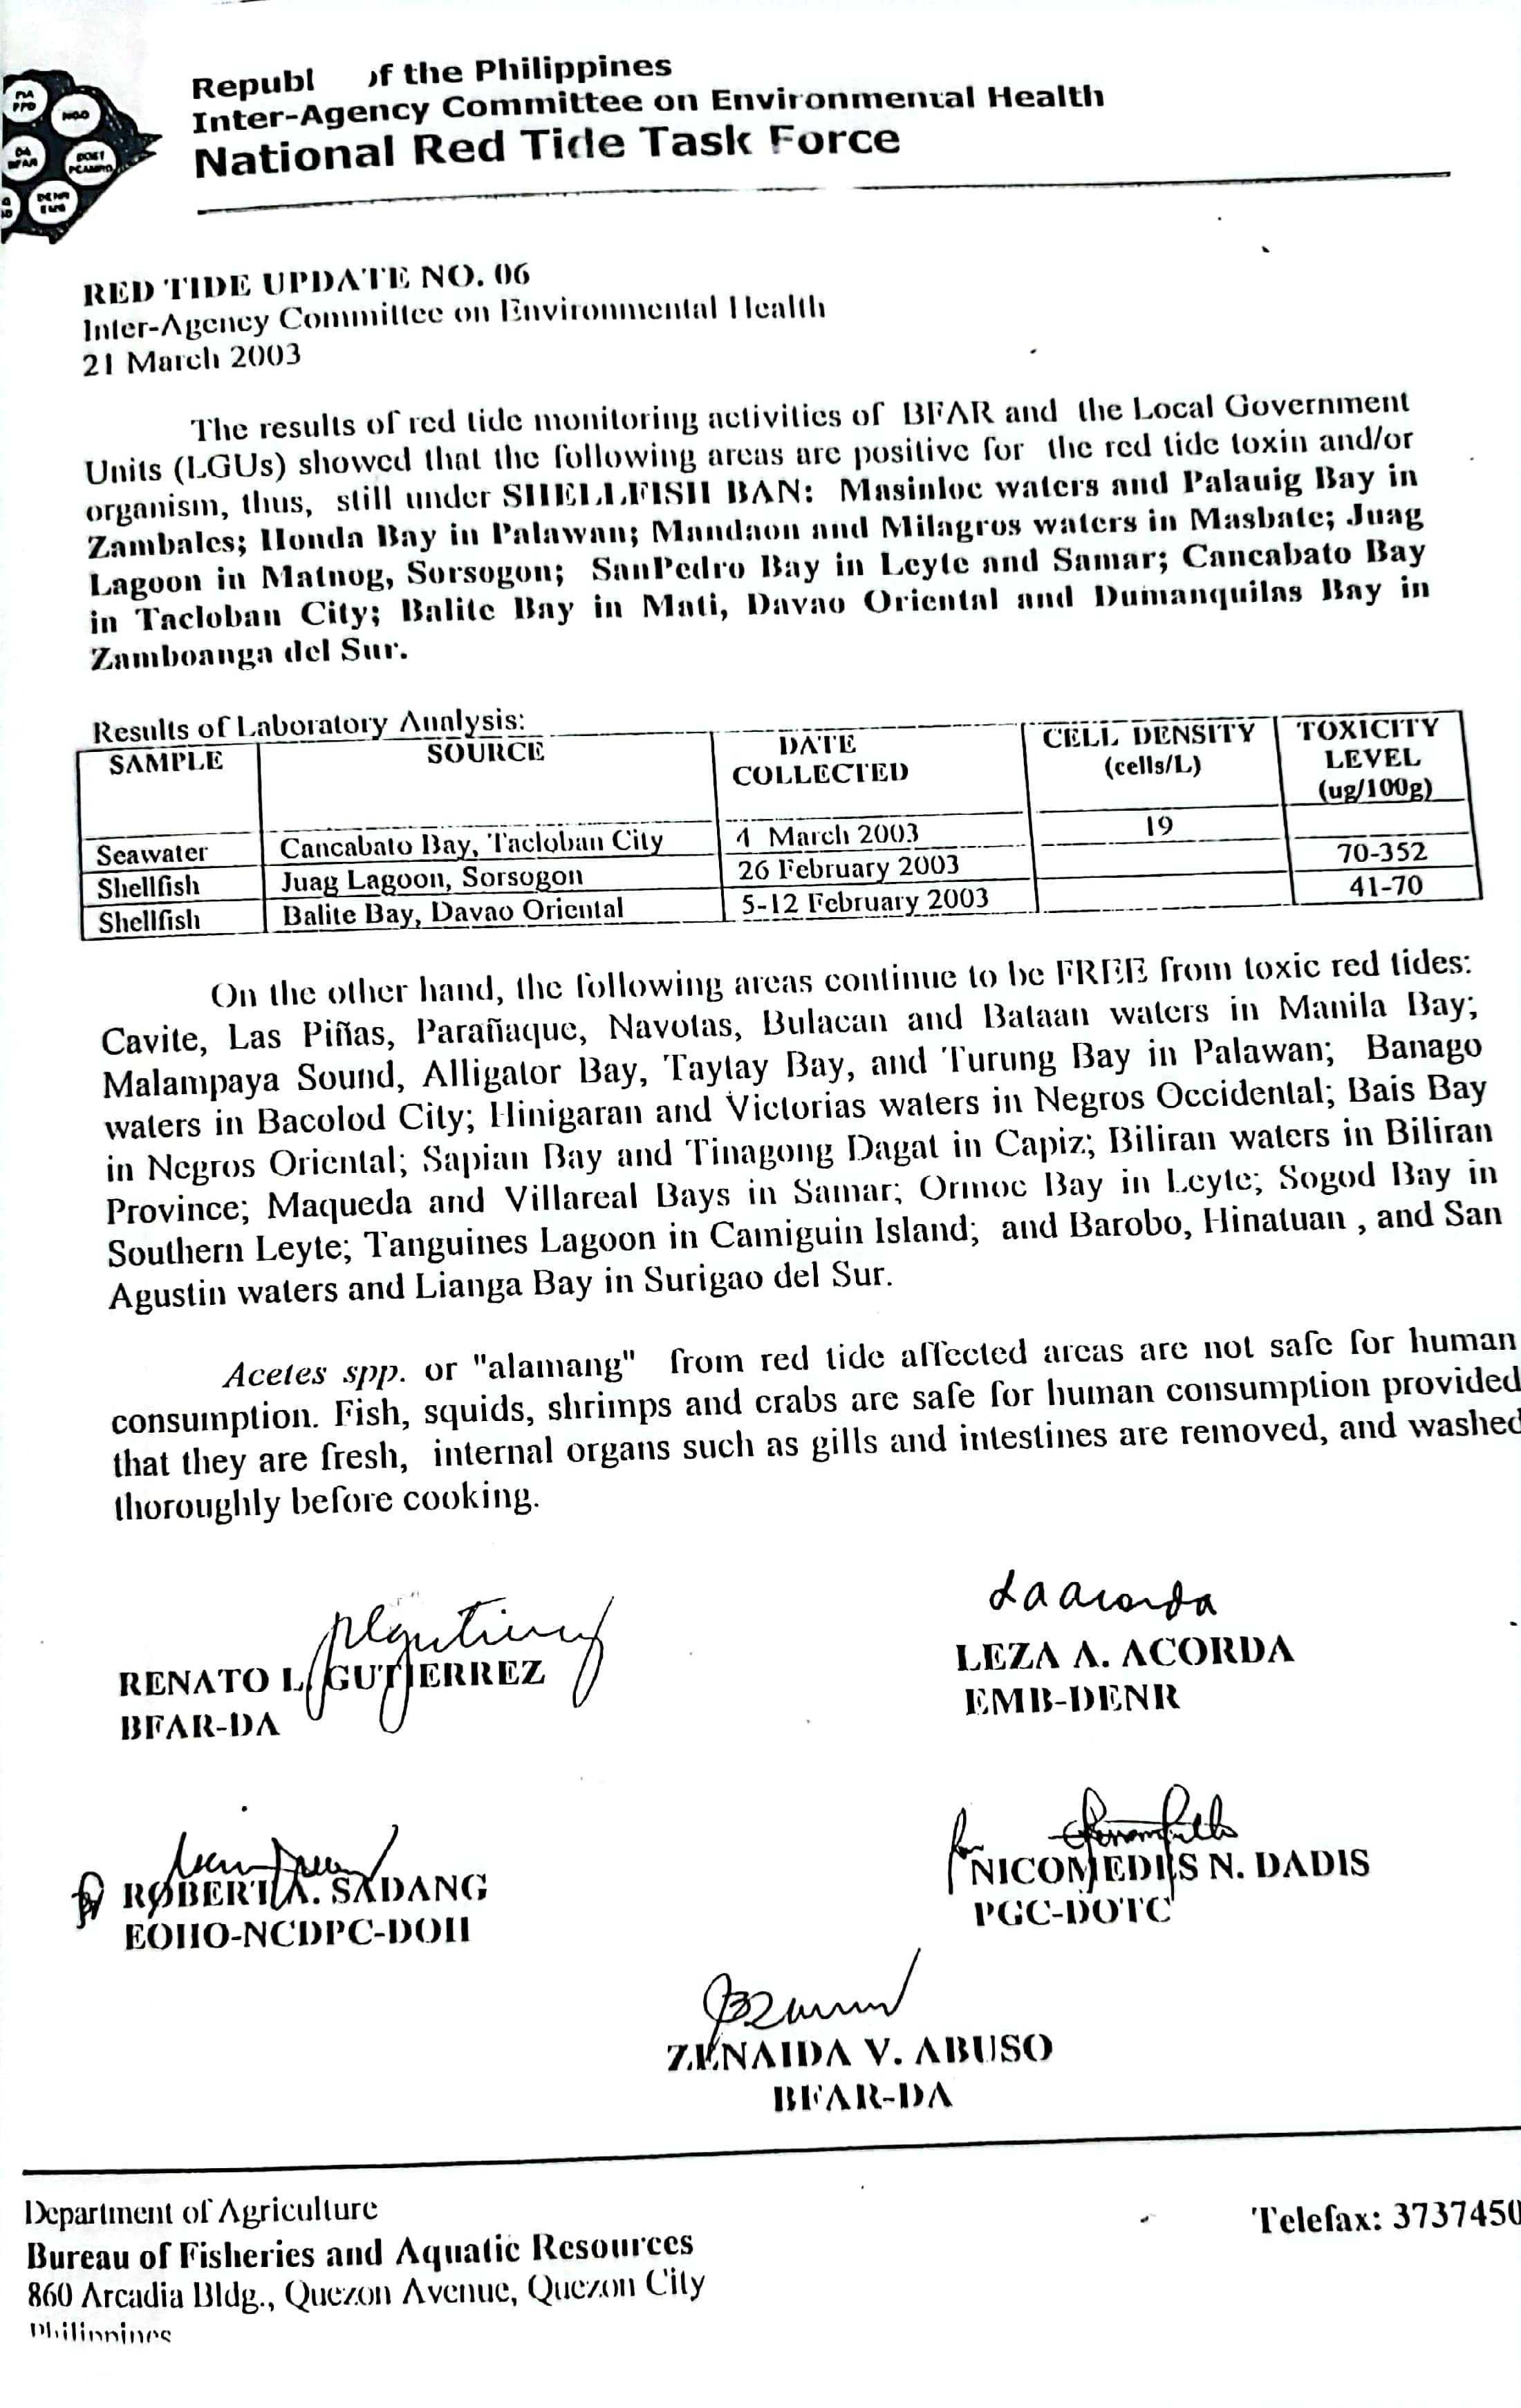 PIA
PPD
NGO
DA
BFAR
DOST
PCAMRD
DENR
EMB
Republ of the Philippines
Inter-Agency Committee on Environmental Health
National Red Tide Task Force
RED TIDE UPDATE NO. 06
Inter-Agency Committee on Environmental Health
21 March 2003
The results of red tide monitoring activities of BFAR and the Local Government
Units (LGUs) showed that the following areas are positive for the red tide toxin and/or
organism, thus, still under SHELLFISH BAN: Masinloc waters and Palauig Bay in
Zambales; Honda Bay in Palawan; Mandaon and Milagros waters in Masbate; Juag
Lagoon in Matnog, Sorsogon; SanPedro Bay in Leyte and Samar; Cancabato Bay
in Tacloban City; Balite Bay in Mati, Davao Oriental and Dumanquilas Bay in
Zamboanga del Sur.
Results of Laboratory Analysis:
SAMPLE SOURCE DATE COLLECTED CELL DENSITY (cells/L) TOXICITY LEVEL (ug/100g)
Seawater Cancabato Bay, Tacloban City 4 March 2003 19
Shellfish Juag Lagoon, Sorsogon 26 February 2003 70-352
Shellfish Balite Bay, Davao Oriental 5-12 February 2003 41-70
On the other hand, the following areas continue to be FREE from toxic red tides:
Cavite, Las Piñas, Parañaque, Navotas, Bulacan and Bataan waters in Manila Bay;
Malampaya Sound, Alligator Bay, Taytay Bay, and Turung Bay in Palawan; Banago
waters in Bacolod City; Hinigaran and Victorias waters in Negros Occidental; Bais Bay
in Negros Oriental; Sapian Bay and Tinagong Dagat in Capiz; Biliran waters in Biliran
Province; Maqueda and Villareal Bays in Samar; Ormoc Bay in Leyte; Sogod Bay in
Southern Leyte; Tanguines Lagoon in Camiguin Island; and Barobo, Hinatuan , and San
Agustin waters and Lianga Bay in Surigao del Sur.
Acetes spp. or "alamang" from red tide affected areas are not safe for human
consumption. Fish, squids, shrimps and crabs are safe for human consumption provided
that they are fresh, internal organs such as gills and intestines are removed, and washed
thoroughly before cooking.
RENATO L. GUTIERREZ
BFAR-DA
Laacorda
LEZA A. ACORDA
EMB-DENR
ROBERT A. SADANG
EOHO-NCDPC-DOH
for
NICOMEDES N. DADIS
PGC-DOTC
ZENAIDA V. ABUSO
BFAR-DA
Department of Agriculture
Bureau of Fisheries and Aquatic Resources
860 Arcadia Bldg., Quezon Avenue, Quezon City
Philippines
Telefax: 3737450